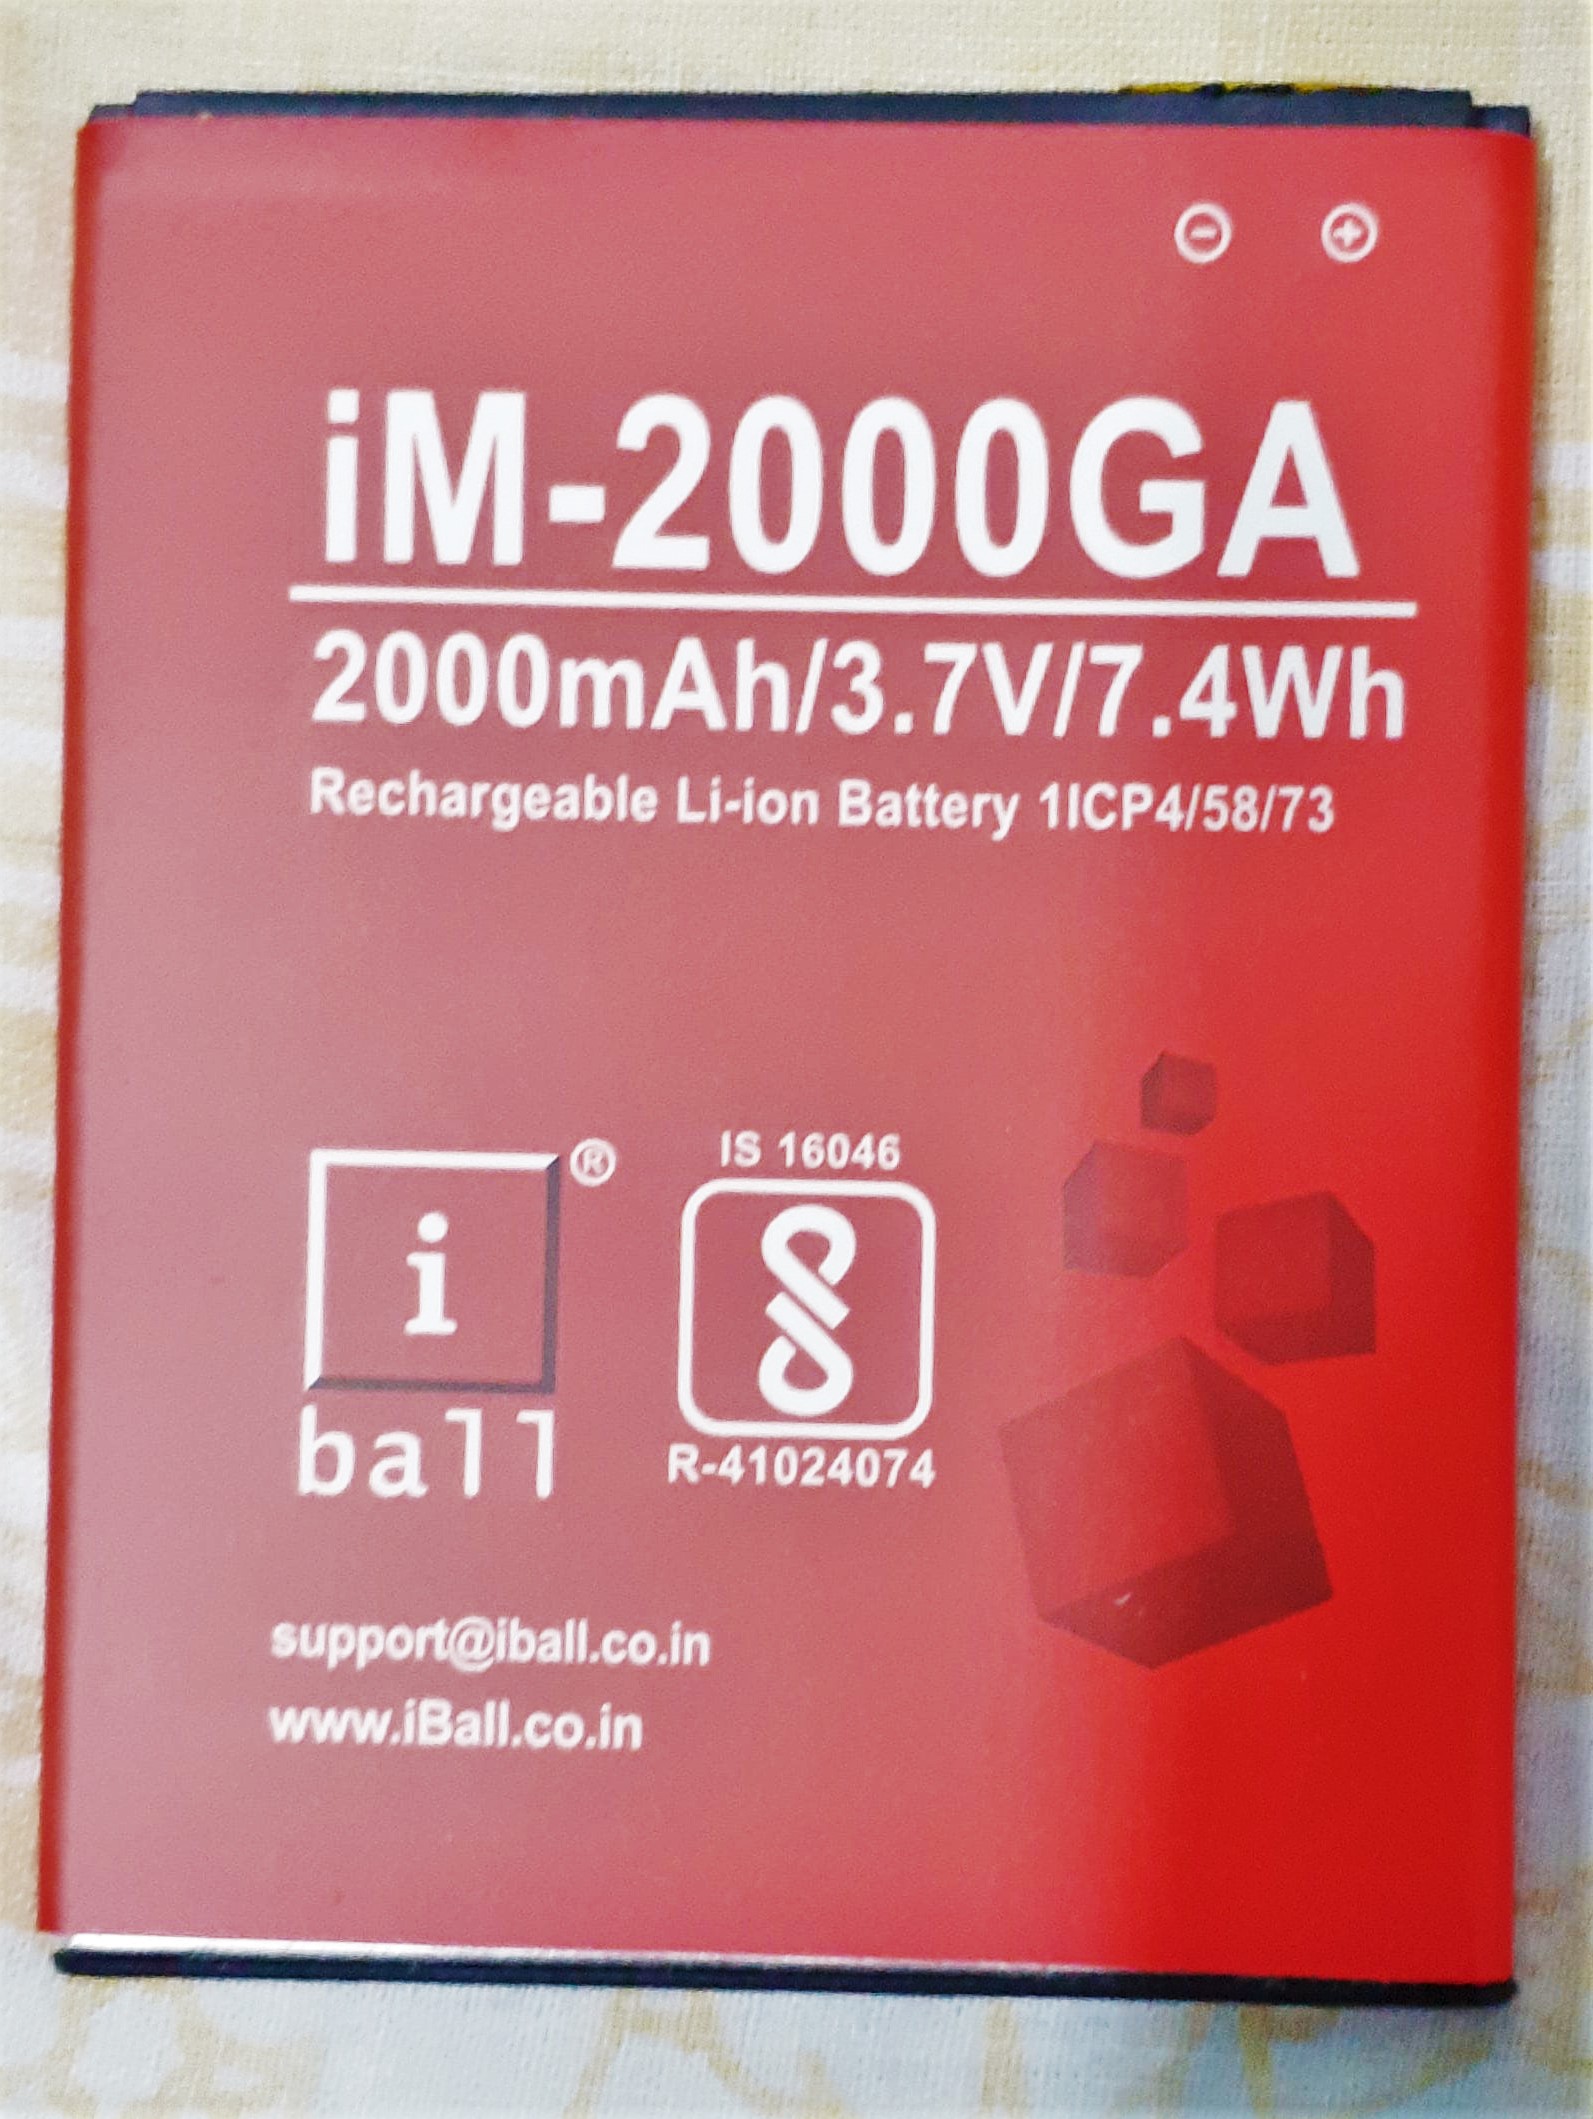 iM-2000GA
2000mAh/3.7V/7.4Wh
Rechargeable Li-ion Battery 1ICP4/58/73
i
®
ball
IS 16046
R-41024074
support@iball.co.in
www.iBall.co.in